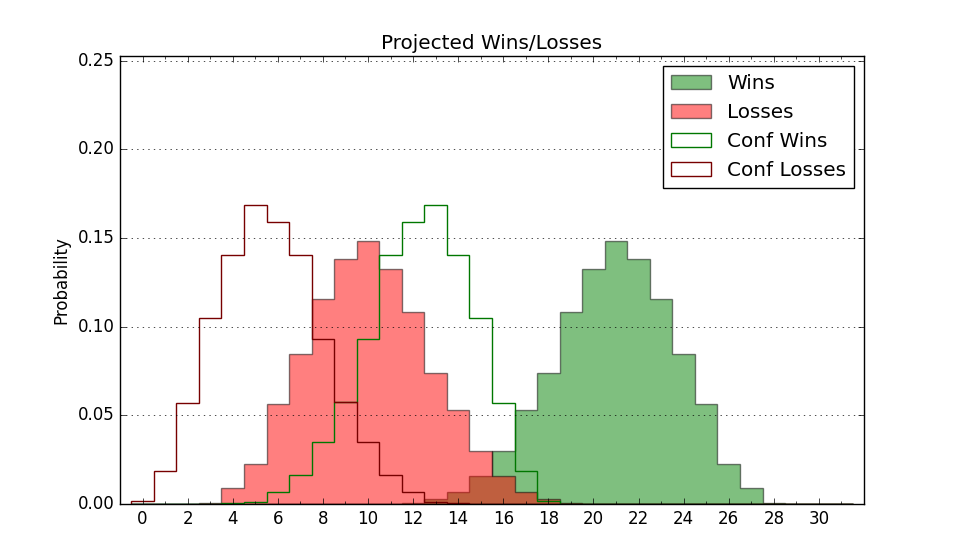 Projected Wins/Losses
0.25
0.20
0.15
0.10
0.05
0.00
Probability
Wins
Losses
Conf Wins
Conf Losses
0 2 4 6 8 10 12 14 16 18 20 22 24 26 28 30